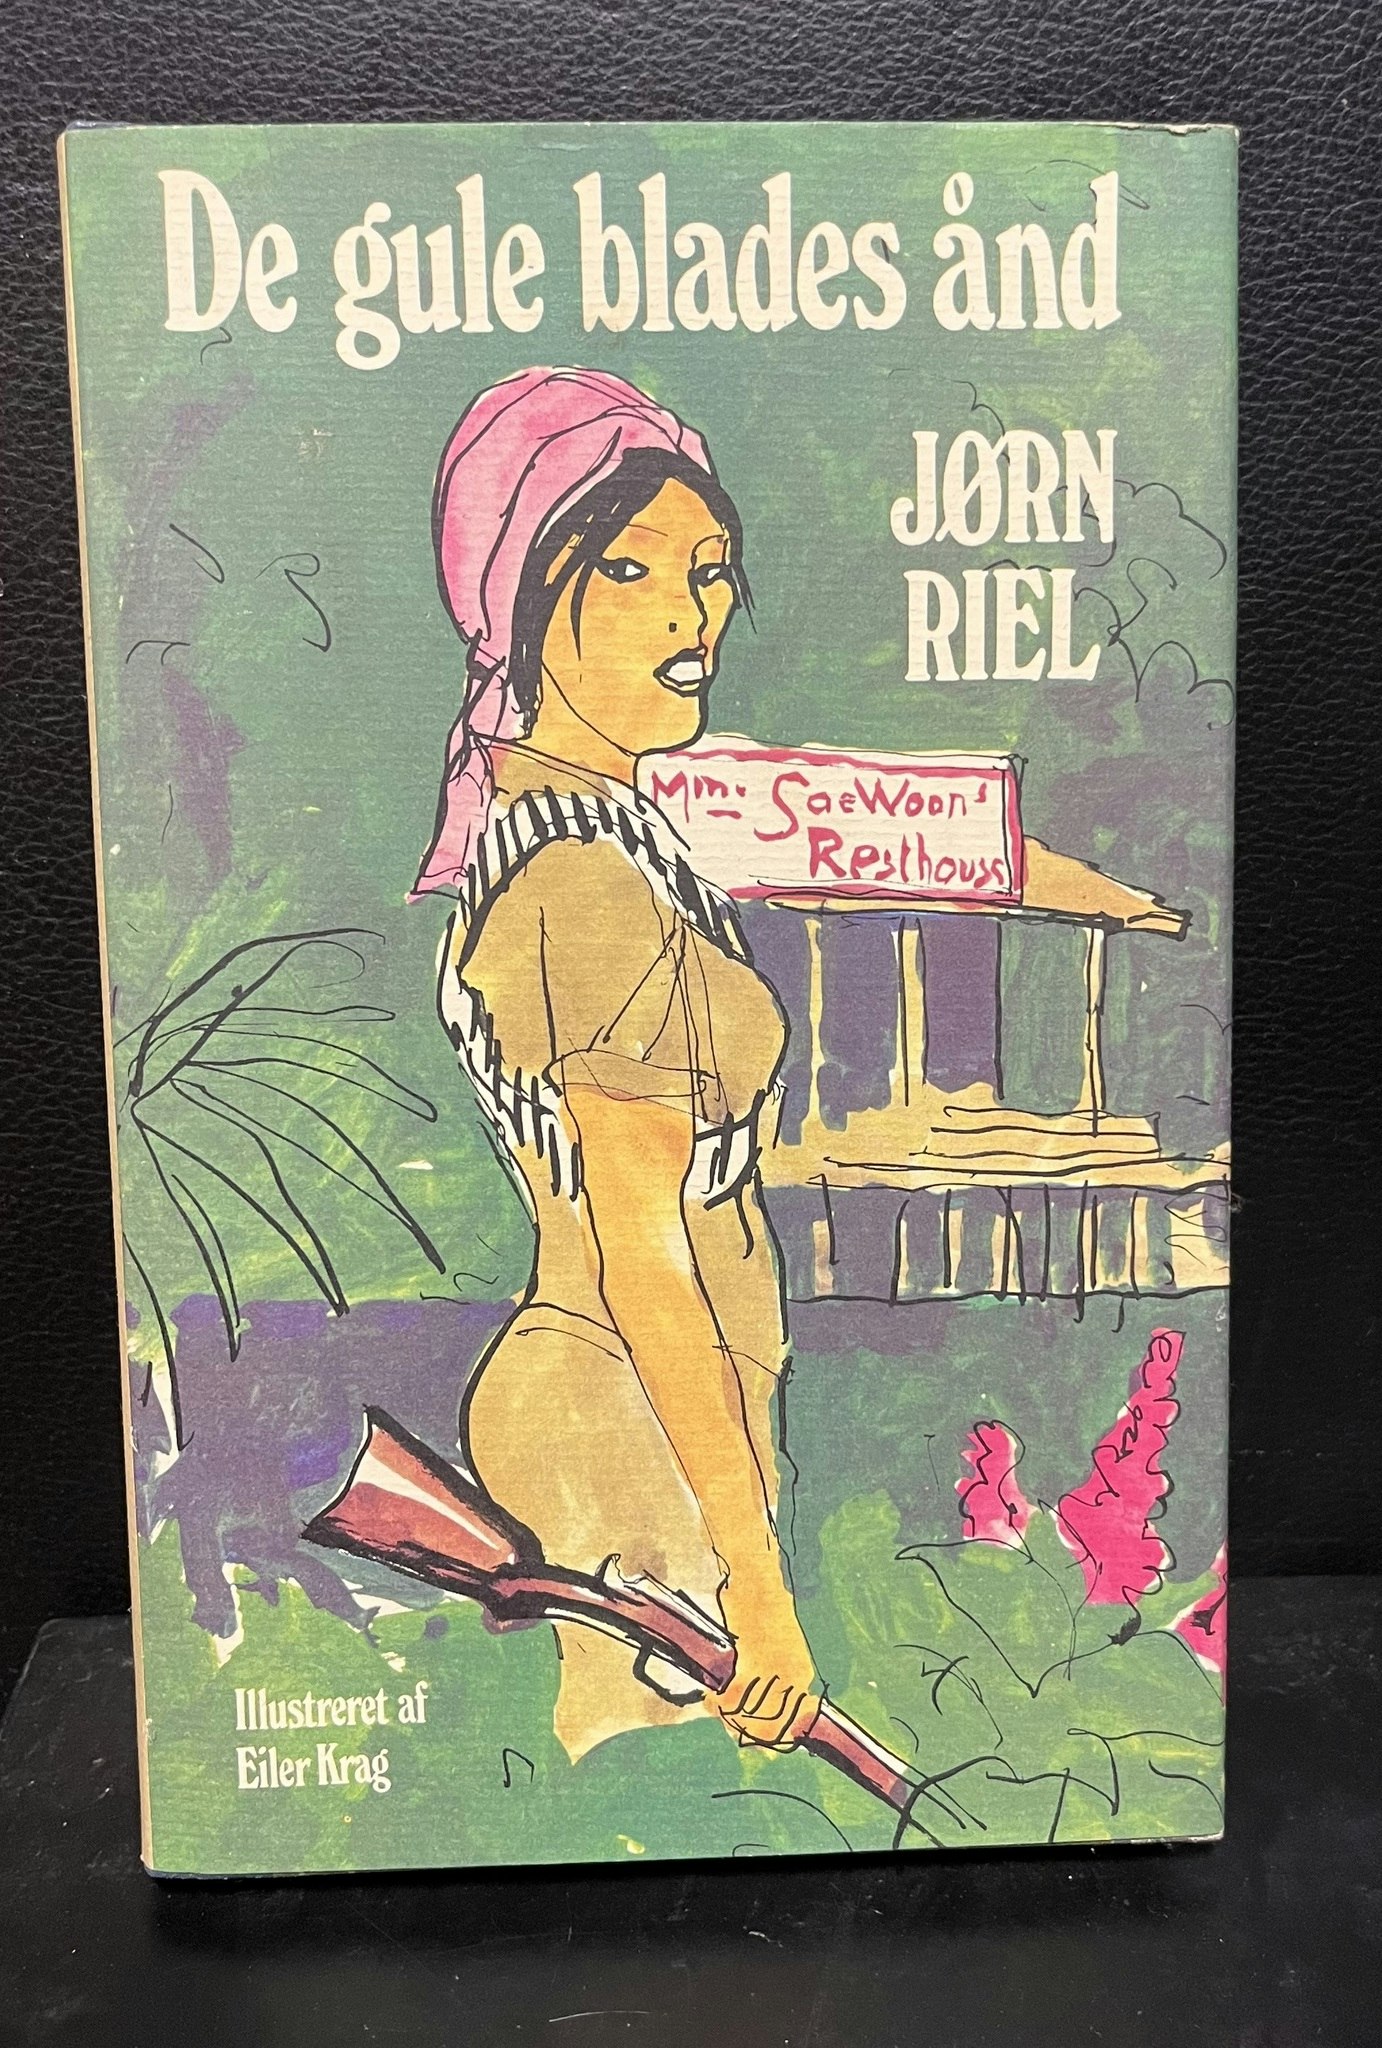 De gule blades ånd
JØRN
RIEL
Mm. SaeWoon's
Resthouse
Illustreret af
Eiler Krag